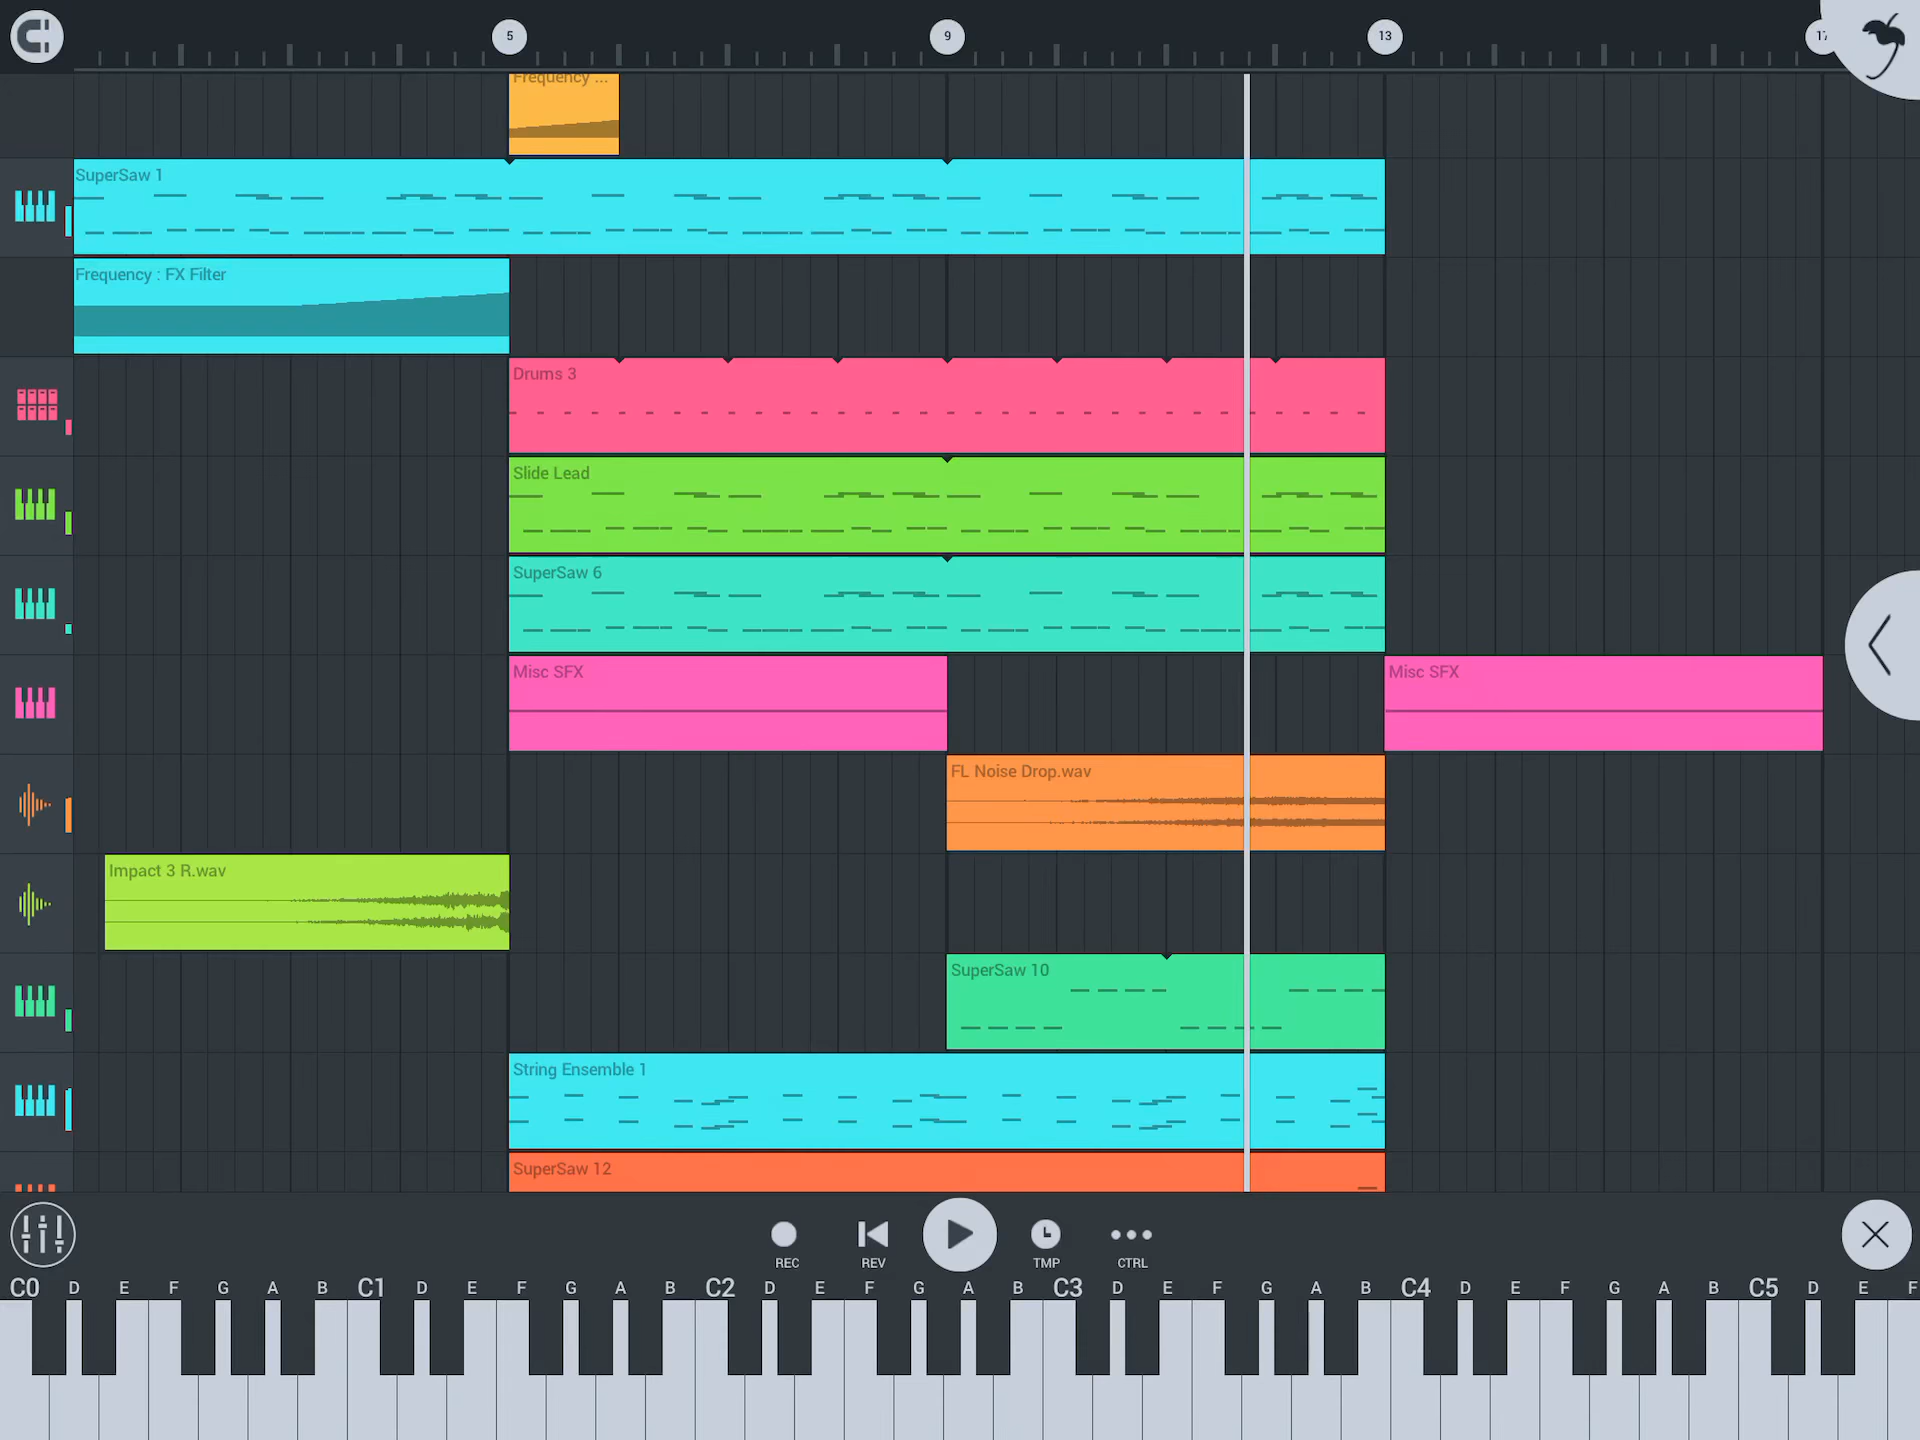 5 9 13 17
Frequency ...
SuperSaw 1
Frequency : FX Filter
Drums 3
Slide Lead
SuperSaw 6
Misc SFX Misc SFX
FL Noise Drop.wav
Impact 3 R.wav
SuperSaw 10
String Ensemble 1
SuperSaw 12
REC REV TMP CTRL
C0 D E F G A B C1 D E F G A B C2 D E F G A B C3 D E F G A B C4 D E F G A B C5 D E F